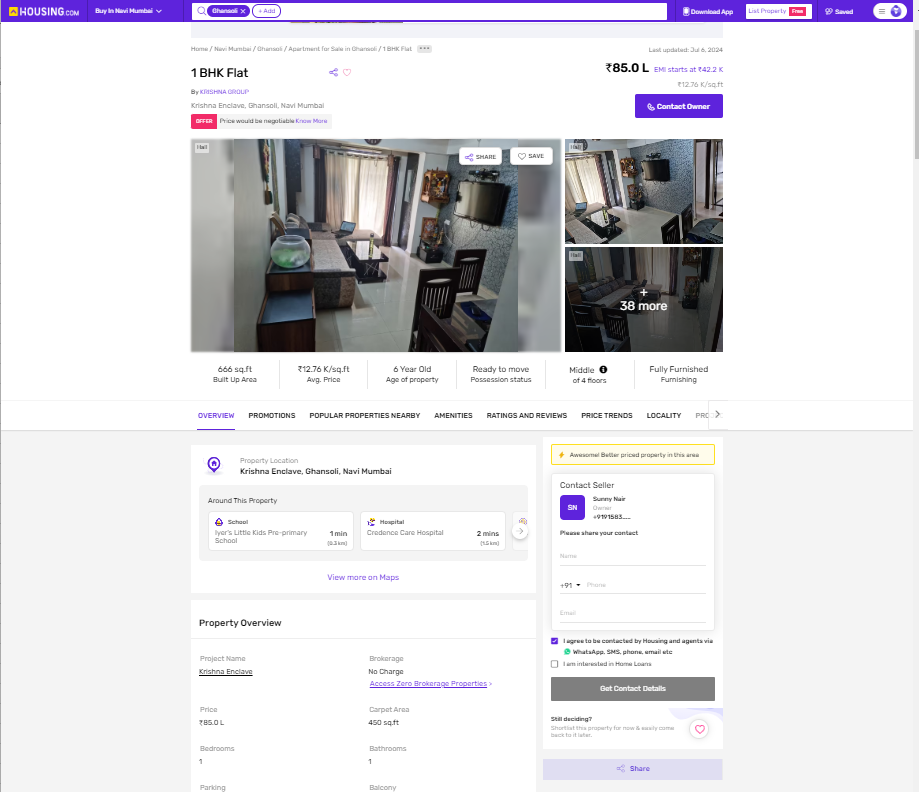 HOUSING.COM
Buy in Navi Mumbai
Ghansoli
+ Add
Download App
List Property Free
Saved
Home / Navi Mumbai / Ghansoli / Apartment for Sale in Ghansoli / 1 BHK Flat
Last updated: Jul 6, 2024
1 BHK Flat
₹85.0 L EMI starts at ₹42.2 K
₹12.76 K/sq.ft
By KRISHNA GROUP
Krishna Enclave, Ghansoli, Navi Mumbai
Contact Owner
OFFER Price would be negotiable Know More
Hall
SHARE
SAVE
Hall
Hall
+
38 more
666 sq.ft
Built Up Area
₹12.76 K/sq.ft
Avg. Price
6 Year Old
Age of property
Ready to move
Possession status
Middle
of 4 floors
Fully Furnished
Furnishing
OVERVIEW
PROMOTIONS
POPULAR PROPERTIES NEARBY
AMENITIES
RATINGS AND REVIEWS
PRICE TRENDS
LOCALITY
Property Location
Krishna Enclave, Ghansoli, Navi Mumbai
Around This Property
School
Iyer's Little Kids Pre-primary School
1 min
(0.3 km)
Hospital
Credence Care Hospital
2 mins
(1.5 km)
View more on Maps
Property Overview
Project Name
Krishna Enclave
Brokerage
No Charge
Access Zero Brokerage Properties >
Price
₹85.0 L
Carpet Area
450 sq.ft
Bedrooms
1
Bathrooms
1
Parking
Balcony
Awesome! Better priced property in this area
Contact Seller
SN
Sunny Nair
Owner
+9191583.....
Please share your contact
Name
+91
Phone
Email
I agree to be contacted by Housing and agents via
WhatsApp, SMS, phone, email etc
I am interested in Home Loans
Get Contact Details
Still deciding?
Shortlist this property for now & easily come
back to it later.
Share